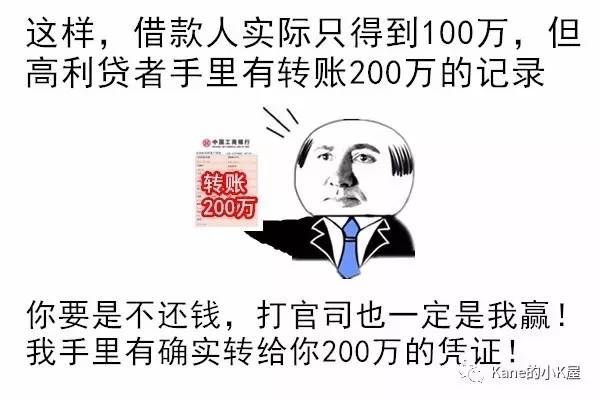 这样，借款人实际只得到100万，但
高利贷者手里有转账200万的记录
中国工商银行
转账
200万
你要是不还钱，打官司也一定是我赢！
我手里有确实转给你200万的凭证！
Kane的小K屋